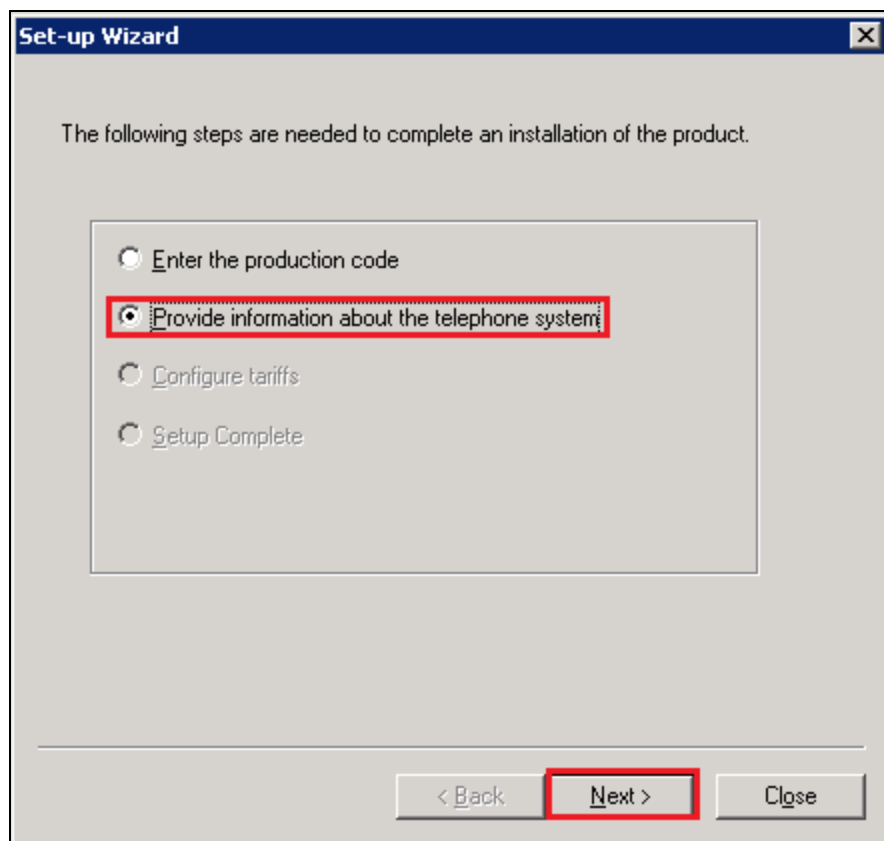 Set-up Wizard
The following steps are needed to complete an installation of the product.
Enter the production code
Provide information about the telephone system
Configure tariffs
Setup Complete
< Back
Next >
Close